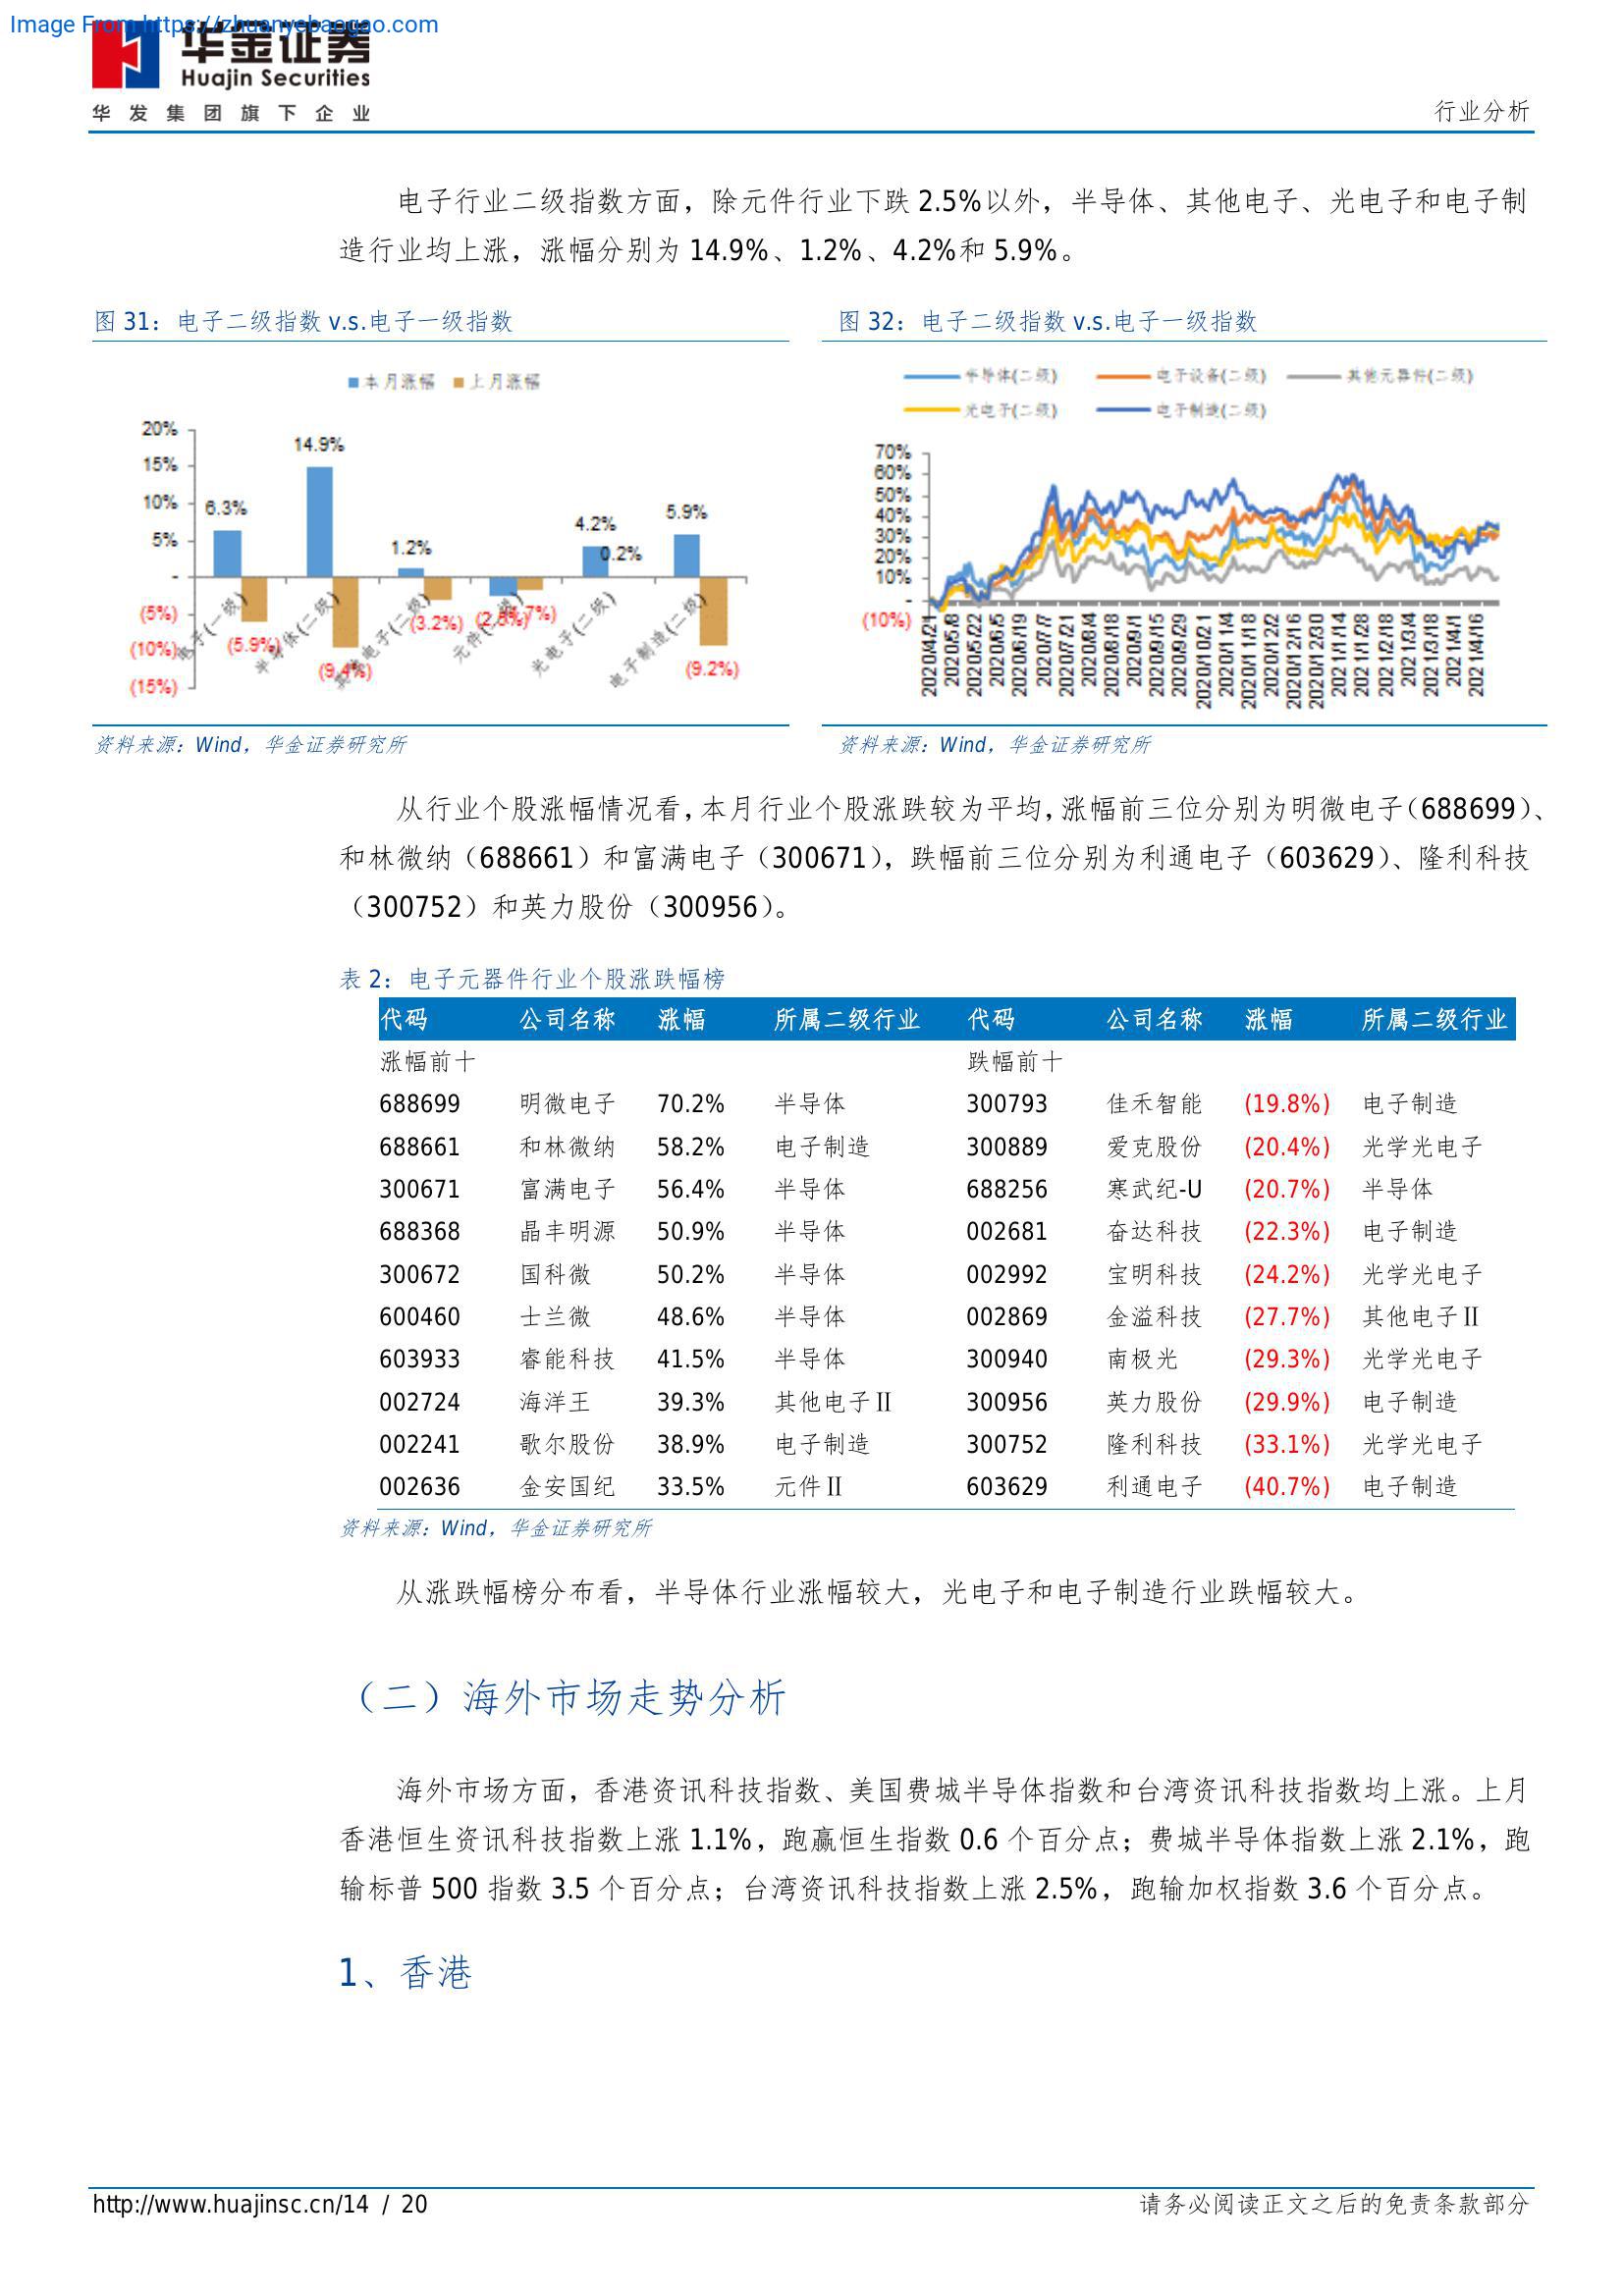 Image From https://zhuanyebaogao.com
华金证券
Huajin Securities
华发集团旗下企业
行业分析
电子行业二级指数方面，除元件行业下跌 2.5%以外，半导体、其他电子、光电子和电子制
造行业均上涨，涨幅分别为 14.9%、1.2%、4.2%和 5.9%。
图 31：电子二级指数 v.s.电子一级指数
本月涨幅 上月涨幅
20%
15%
10%
5%
-
(5%)
(10%)
(15%)
6.3% 14.9% 1.2% 4.2% 0.2% 5.9%
(5.9%) (9.4%) (3.2%) (2.5%) (9.2%)
电子(一级) 半导体(二级) 其他电子(二级) 元件(二级) 光电子(二级) 电子制造(二级)
资料来源：Wind，华金证券研究所
图 32：电子二级指数 v.s.电子一级指数
半导体(二级) 电子设备(二级) 其他元器件(二级)
光电子(二级) 电子制造(二级)
70%
60%
50%
40%
30%
20%
10%
-
(10%)
2020/4/21 2020/5/8 2020/5/22 2020/6/5 2020/6/19 2020/7/7 2020/7/21 2020/8/4 2020/8/18 2020/9/1 2020/9/15 2020/9/29 2020/10/21 2020/11/4 2020/11/18 2020/12/2 2020/12/16 2020/12/30 2021/1/14 2021/1/28 2021/2/18 2021/3/4 2021/3/18 2021/4/1 2021/4/16
资料来源：Wind，华金证券研究所
从行业个股涨幅情况看，本月行业个股涨跌较为平均，涨幅前三位分别为明微电子（688699）、
和林微纳（688661）和富满电子（300671），跌幅前三位分别为利通电子（603629）、隆利科技
（300752）和英力股份（300956）。
表 2：电子元器件行业个股涨跌幅榜
代码 公司名称 涨幅 所属二级行业 代码 公司名称 涨幅 所属二级行业
涨幅前十 跌幅前十
688699 明微电子 70.2% 半导体 300793 佳禾智能 (19.8%) 电子制造
688661 和林微纳 58.2% 电子制造 300889 爱克股份 (20.4%) 光学光电子
300671 富满电子 56.4% 半导体 688256 寒武纪-U (20.7%) 半导体
688368 晶丰明源 50.9% 半导体 002681 奋达科技 (22.3%) 电子制造
300672 国科微 50.2% 半导体 002992 宝明科技 (24.2%) 光学光电子
600460 士兰微 48.6% 半导体 002869 金溢科技 (27.7%) 其他电子Ⅱ
603933 睿能科技 41.5% 半导体 300940 南极光 (29.3%) 光学光电子
002724 海洋王 39.3% 其他电子Ⅱ 300956 英力股份 (29.9%) 电子制造
002241 歌尔股份 38.9% 电子制造 300752 隆利科技 (33.1%) 光学光电子
002636 金安国纪 33.5% 元件Ⅱ 603629 利通电子 (40.7%) 电子制造
资料来源：Wind，华金证券研究所
从涨跌幅榜分布看，半导体行业涨幅较大，光电子和电子制造行业跌幅较大。
（二）海外市场走势分析
海外市场方面，香港资讯科技指数、美国费城半导体指数和台湾资讯科技指数均上涨。上月
香港恒生资讯科技指数上涨 1.1%，跑赢恒生指数 0.6 个百分点；费城半导体指数上涨 2.1%，跑
输标普 500 指数 3.5 个百分点；台湾资讯科技指数上涨 2.5%，跑输加权指数 3.6 个百分点。
1、香港
http://www.huajinsc.cn/14 / 20
请务必阅读正文之后的免责条款部分